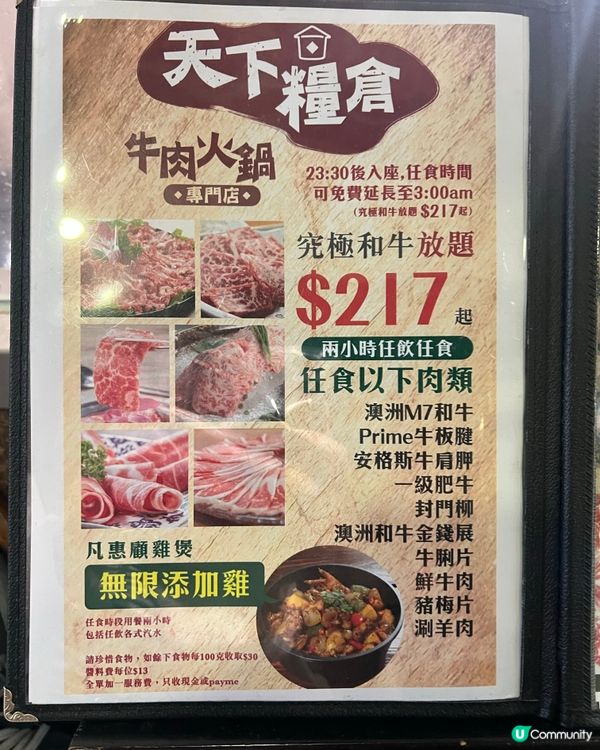 天下糧倉
牛肉火鍋
專門店
23:30後入座,任食時間
可免費延長至3:00am
(究極和牛放題 $217起)
究極和牛放題
$217起
兩小時任飲任食
任食以下肉類
澳洲M7和牛
Prime牛板腱
安格斯牛肩胛
一級肥牛
封門柳
澳洲和牛金錢展
牛脷片
鮮牛肉
豬梅片
涮羊肉
凡惠顧雞煲
無限添加雞
任食時段用餐兩小時
包括任飲各式汽水
請珍惜食物，如餘下食物每100克收取$30
醬料費每位$13
全單加一服務費，只收現金或payme
U Community